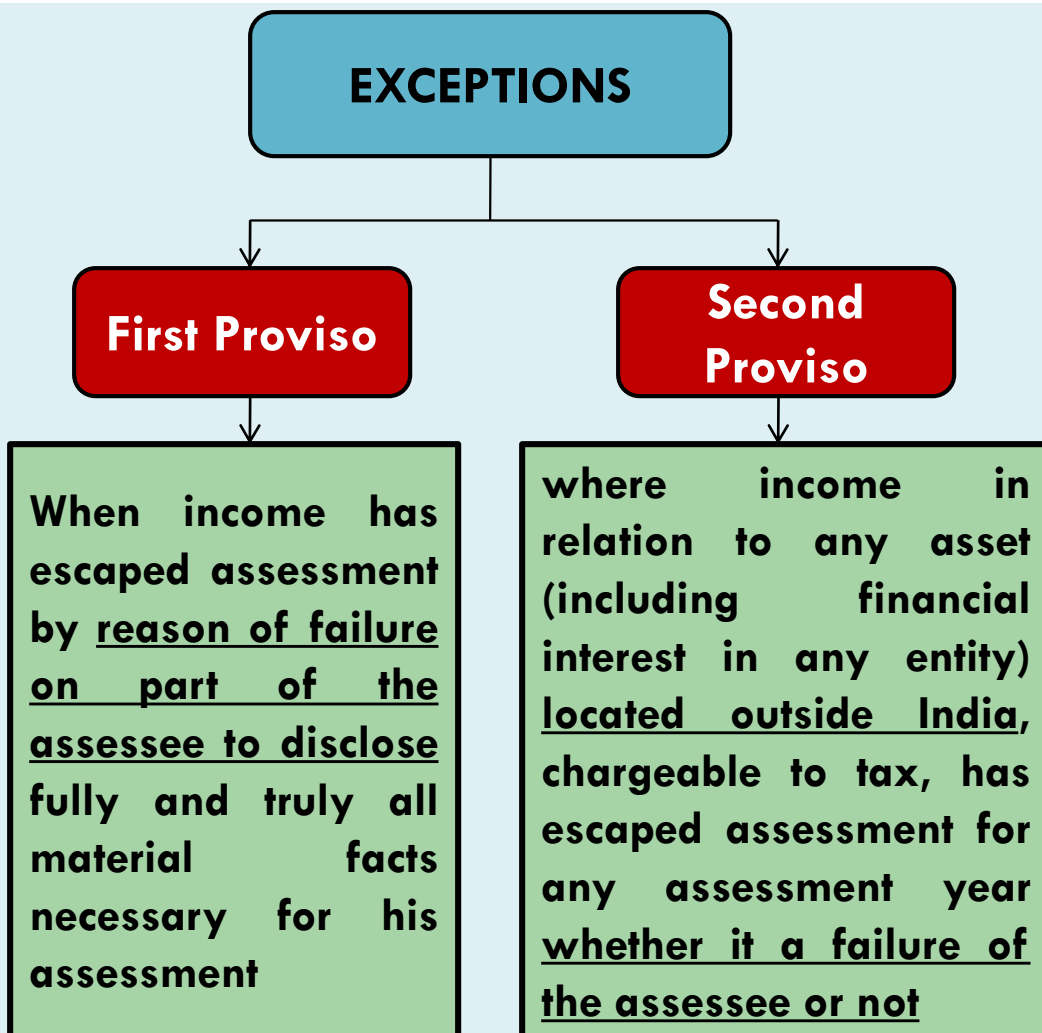 EXCEPTIONS
First Proviso
Second
Proviso
When income has
escaped assessment
by reason of failure
on part of the
assessee to disclose
fully and truly all
material facts
necessary for his
assessment
where income in
relation to any asset
(including financial
interest in any entity)
located outside India,
chargeable to tax, has
escaped assessment for
any assessment year
whether it a failure of
the assessee or not